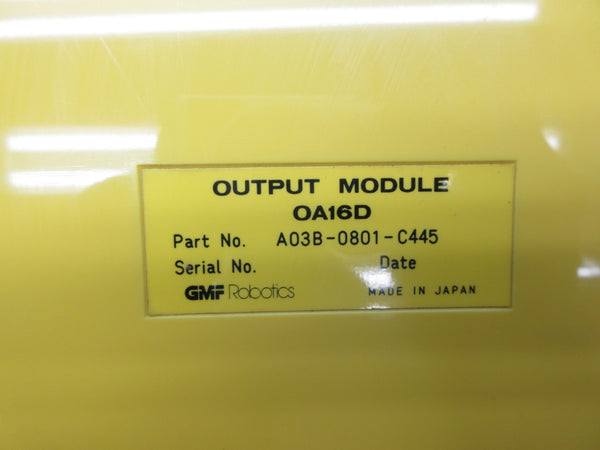 OUTPUT MODULE
OA16D
Part No. A03B-0801-C445
Serial No. Date
GMF Robotics MADE IN JAPAN